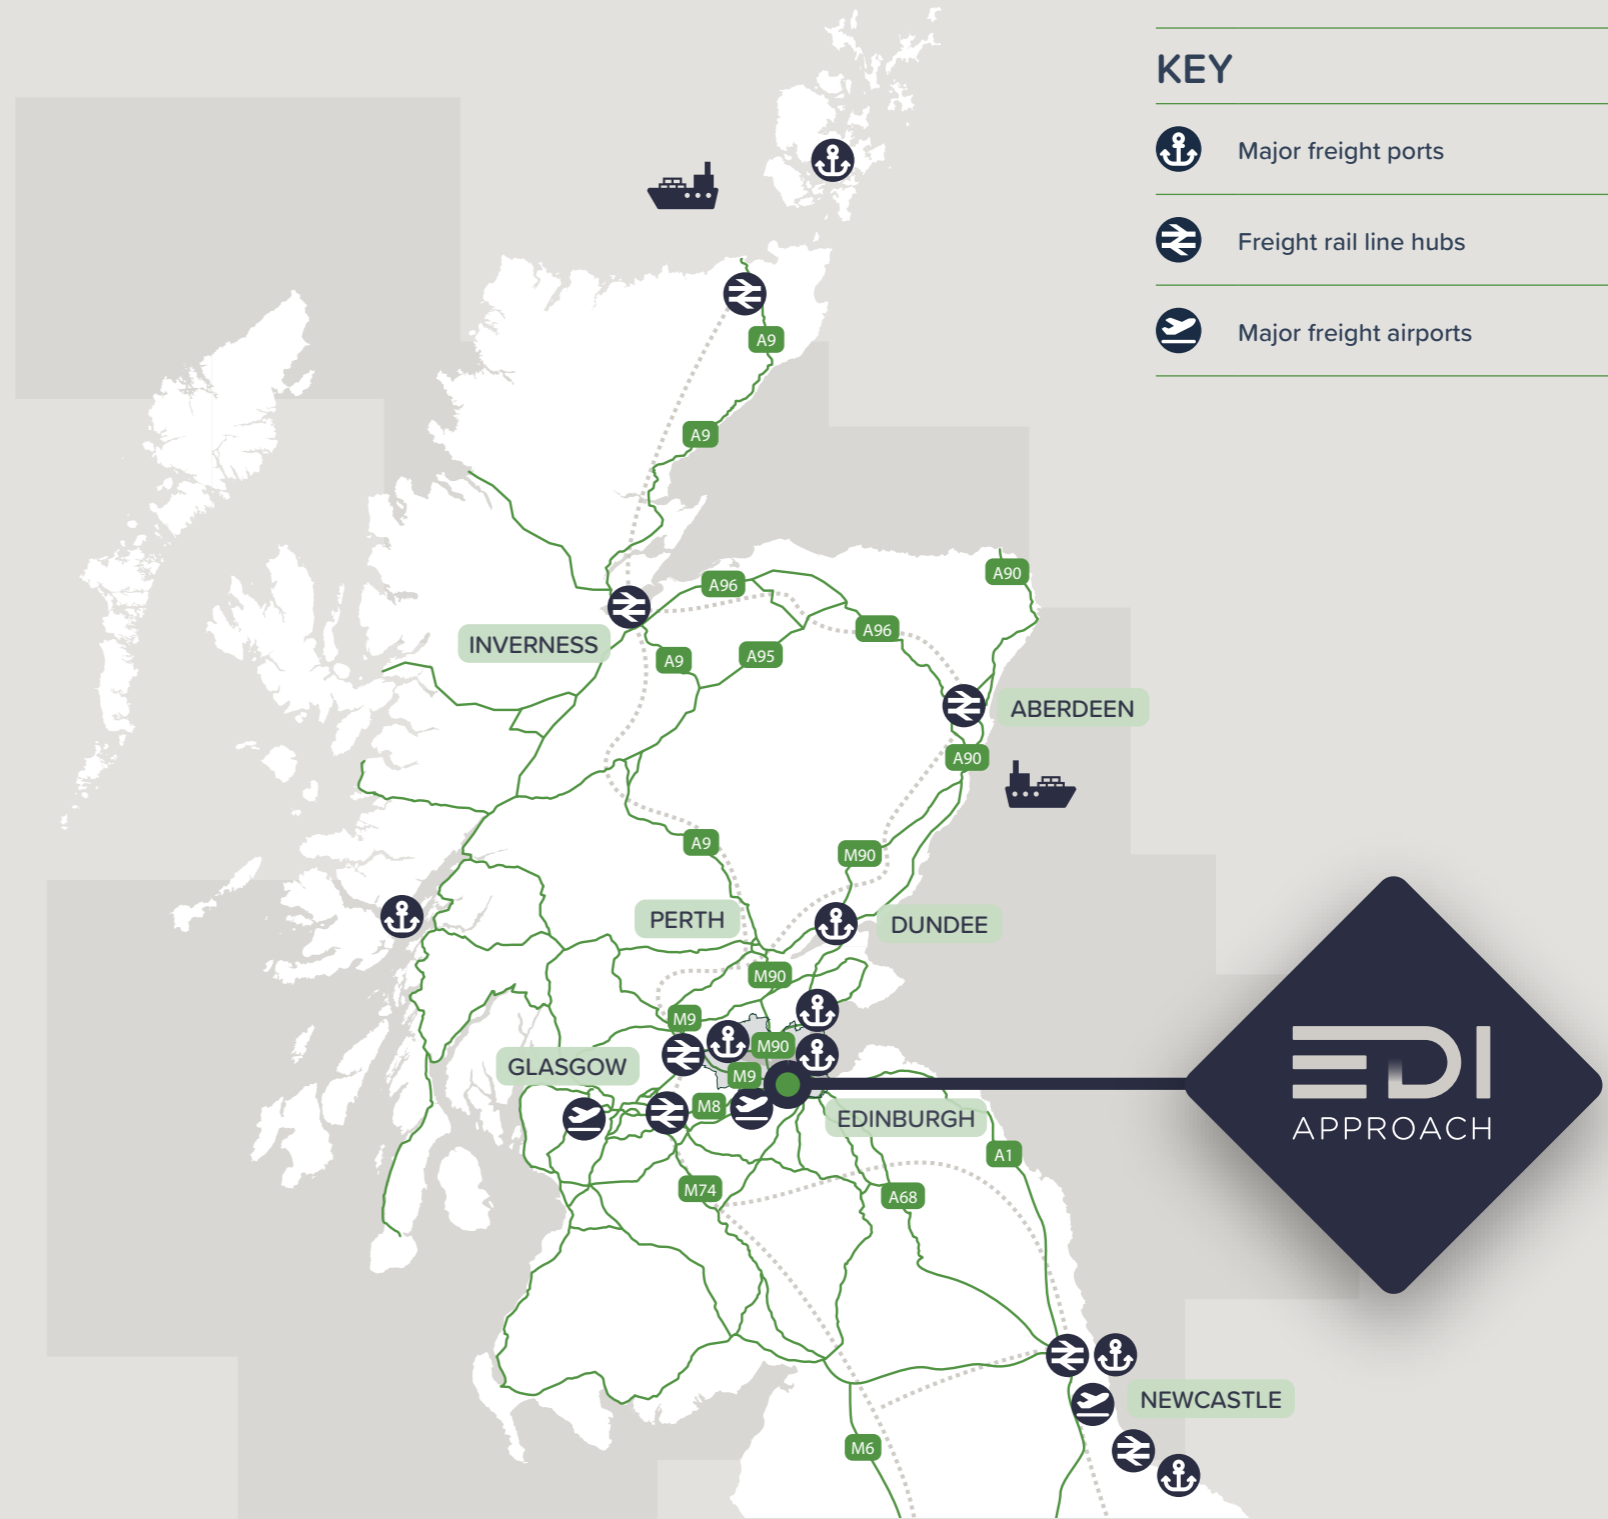 KEY
Major freight ports
Freight rail line hubs
Major freight airports
A9
A9
A90
A96
A96
INVERNESS
A9
A95
ABERDEEN
A90
A9
M90
PERTH
DUNDEE
M90
M9
M90
GLASGOW
M9
M8
EDINBURGH
EDI
APPROACH
A1
M74
A68
NEWCASTLE
M6